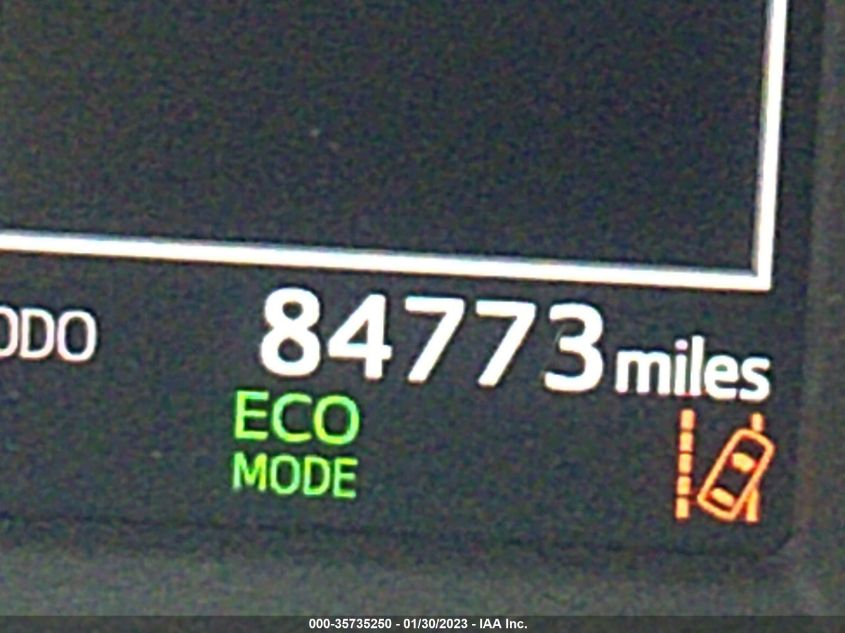 ODO 84773 miles
ECO
MODE
000-35735250 - 01/30/2023 - IAA Inc.